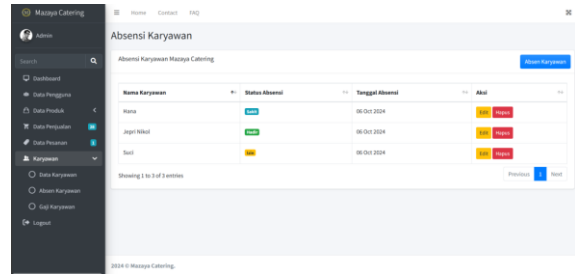 Mazaya Catering
Home Contact FAQ
Admin
Absensi Karyawan
Search
Absensi Karyawan Mazaya Catering
Absen Karyawan
Dashboard
Data Pengguna
Data Produk
Data Penjualan
Data Pesanan
Karyawan
Data Karyawan
Absen Karyawan
Gaji Karyawan
Logout
Nama Karyawan Status Absensi Tanggal Absensi Aksi
Hana Sakit 06 Oct 2024 Edit Hapus
Jepri Nikol Hadir 06 Oct 2024 Edit Hapus
Suci Izin 06 Oct 2024 Edit Hapus
Showing 1 to 3 of 3 entries
Previous 1 Next
2024 © Mazaya Catering.